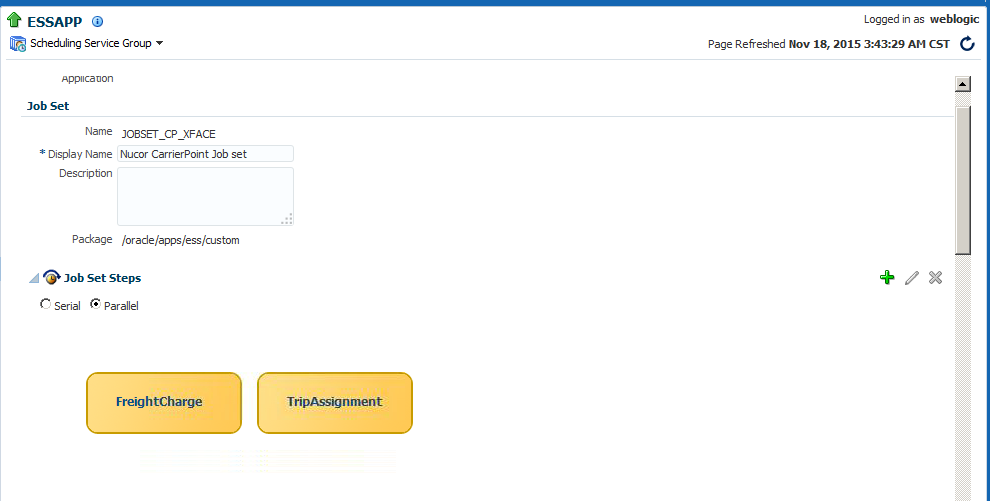 ESSAPP
Logged in as weblogic
Scheduling Service Group
Page Refreshed Nov 18, 2015 3:43:29 AM CST
Application
Job Set
Name JOBSET_CP_XFACE
* Display Name Nucor CarrierPoint Job set
Description
Package /oracle/apps/ess/custom
Job Set Steps
Serial Parallel
FreightCharge TripAssignment